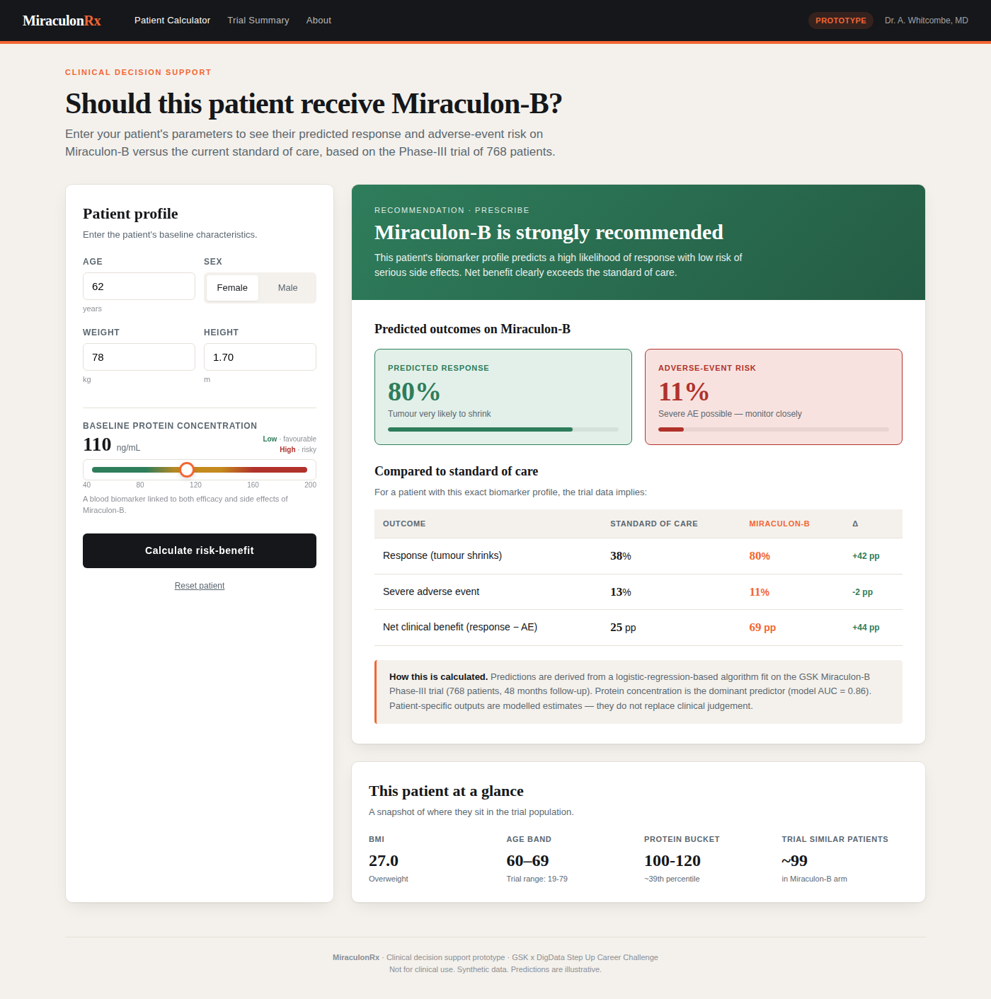 MiraculonRx
Patient Calculator
Trial Summary
About
PROTOTYPE
Dr. A. Whitcombe, MD
CLINICAL DECISION SUPPORT
Should this patient receive Miraculon-B?
Enter your patient's parameters to see their predicted response and adverse-event risk on
Miraculon-B versus the current standard of care, based on the Phase-III trial of 768 patients.
Patient profile
Enter the patient's baseline characteristics.
AGE
SEX
62
Female
Male
years
WEIGHT
HEIGHT
78
1.70
kg
m
BASELINE PROTEIN CONCENTRATION
110 ng/mL
Low · favourable
High · risky
40 80 120 160 200
A blood biomarker linked to both efficacy and side effects of
Miraculon-B.
Calculate risk-benefit
Reset patient
RECOMMENDATION · PRESCRIBE
Miraculon-B is strongly recommended
This patient's biomarker profile predicts a high likelihood of response with low risk of
serious side effects. Net benefit clearly exceeds the standard of care.
Predicted outcomes on Miraculon-B
PREDICTED RESPONSE
80%
Tumour very likely to shrink
ADVERSE-EVENT RISK
11%
Severe AE possible — monitor closely
Compared to standard of care
For a patient with this exact biomarker profile, the trial data implies:
OUTCOME STANDARD OF CARE MIRACULON-B Δ
Response (tumour shrinks) 38% 80% +42 pp
Severe adverse event 13% 11% -2 pp
Net clinical benefit (response − AE) 25 pp 69 pp +44 pp
How this is calculated. Predictions are derived from a logistic-regression-based algorithm fit on the GSK Miraculon-B
Phase-III trial (768 patients, 48 months follow-up). Protein concentration is the dominant predictor (model AUC = 0.86).
Patient-specific outputs are modelled estimates — they do not replace clinical judgement.
This patient at a glance
A snapshot of where they sit in the trial population.
BMI
27.0
Overweight
AGE BAND
60–69
Trial range: 19-79
PROTEIN BUCKET
100-120
~39th percentile
TRIAL SIMILAR PATIENTS
~99
in Miraculon-B arm
MiraculonRx · Clinical decision support prototype · GSK x DigData Step Up Career Challenge
Not for clinical use. Synthetic data. Predictions are illustrative.